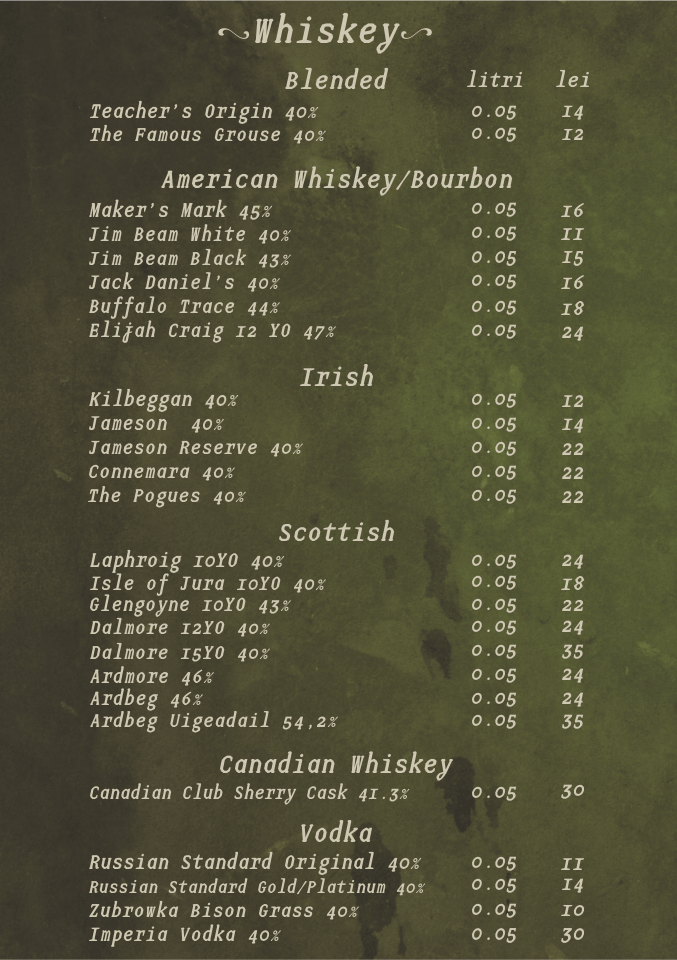 Whiskey
Blended litri lei
Teacher's Origin 40% 0.05 14
The Famous Grouse 40% 0.05 12
American Whiskey/Bourbon
Maker's Mark 45% 0.05 16
Jim Beam White 40% 0.05 11
Jim Beam Black 43% 0.05 15
Jack Daniel's 40% 0.05 16
Buffalo Trace 44% 0.05 18
Elijah Craig 12 YO 47% 0.05 24
Irish
Kilbeggan 40% 0.05 12
Jameson 40% 0.05 14
Jameson Reserve 40% 0.05 22
Connemara 40% 0.05 22
The Pogues 40% 0.05 22
Scottish
Laphroig 10YO 40% 0.05 24
Isle of Jura 10YO 40% 0.05 18
Glengoyne 10YO 43% 0.05 22
Dalmore 12YO 40% 0.05 24
Dalmore 15YO 40% 0.05 35
Ardmore 46% 0.05 24
Ardbeg 46% 0.05 24
Ardbeg Uigeadail 54,2% 0.05 35
Canadian Whiskey
Canadian Club Sherry Cask 41.3% 0.05 30
Vodka
Russian Standard Original 40% 0.05 11
Russian Standard Gold/Platinum 40% 0.05 14
Zubrowka Bison Grass 40% 0.05 10
Imperia Vodka 40% 0.05 30